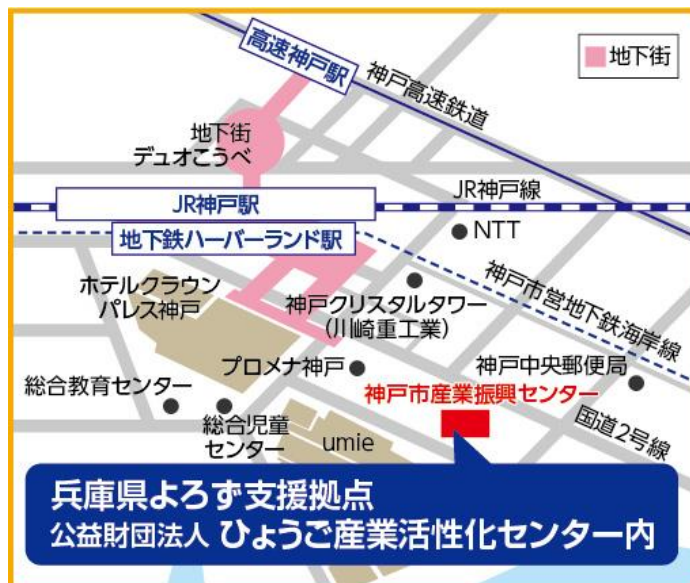 高速神戸駅
地下街
神戸高速鉄道
地下街
デュオこうべ
JR神戸線
JR神戸駅
NTT
地下鉄ハーバーランド駅
ホテルクラウン
パレス神戸
神戸クリスタルタワー
(川崎重工業)
神戸市営地下鉄海岸線
プロメナ神戸
神戸中央郵便局
総合教育センター
神戸市産業振興センター
総合児童
センター
umie
国道2号線
兵庫県よろず支援拠点
公益財団法人 ひょうご産業活性化センター内